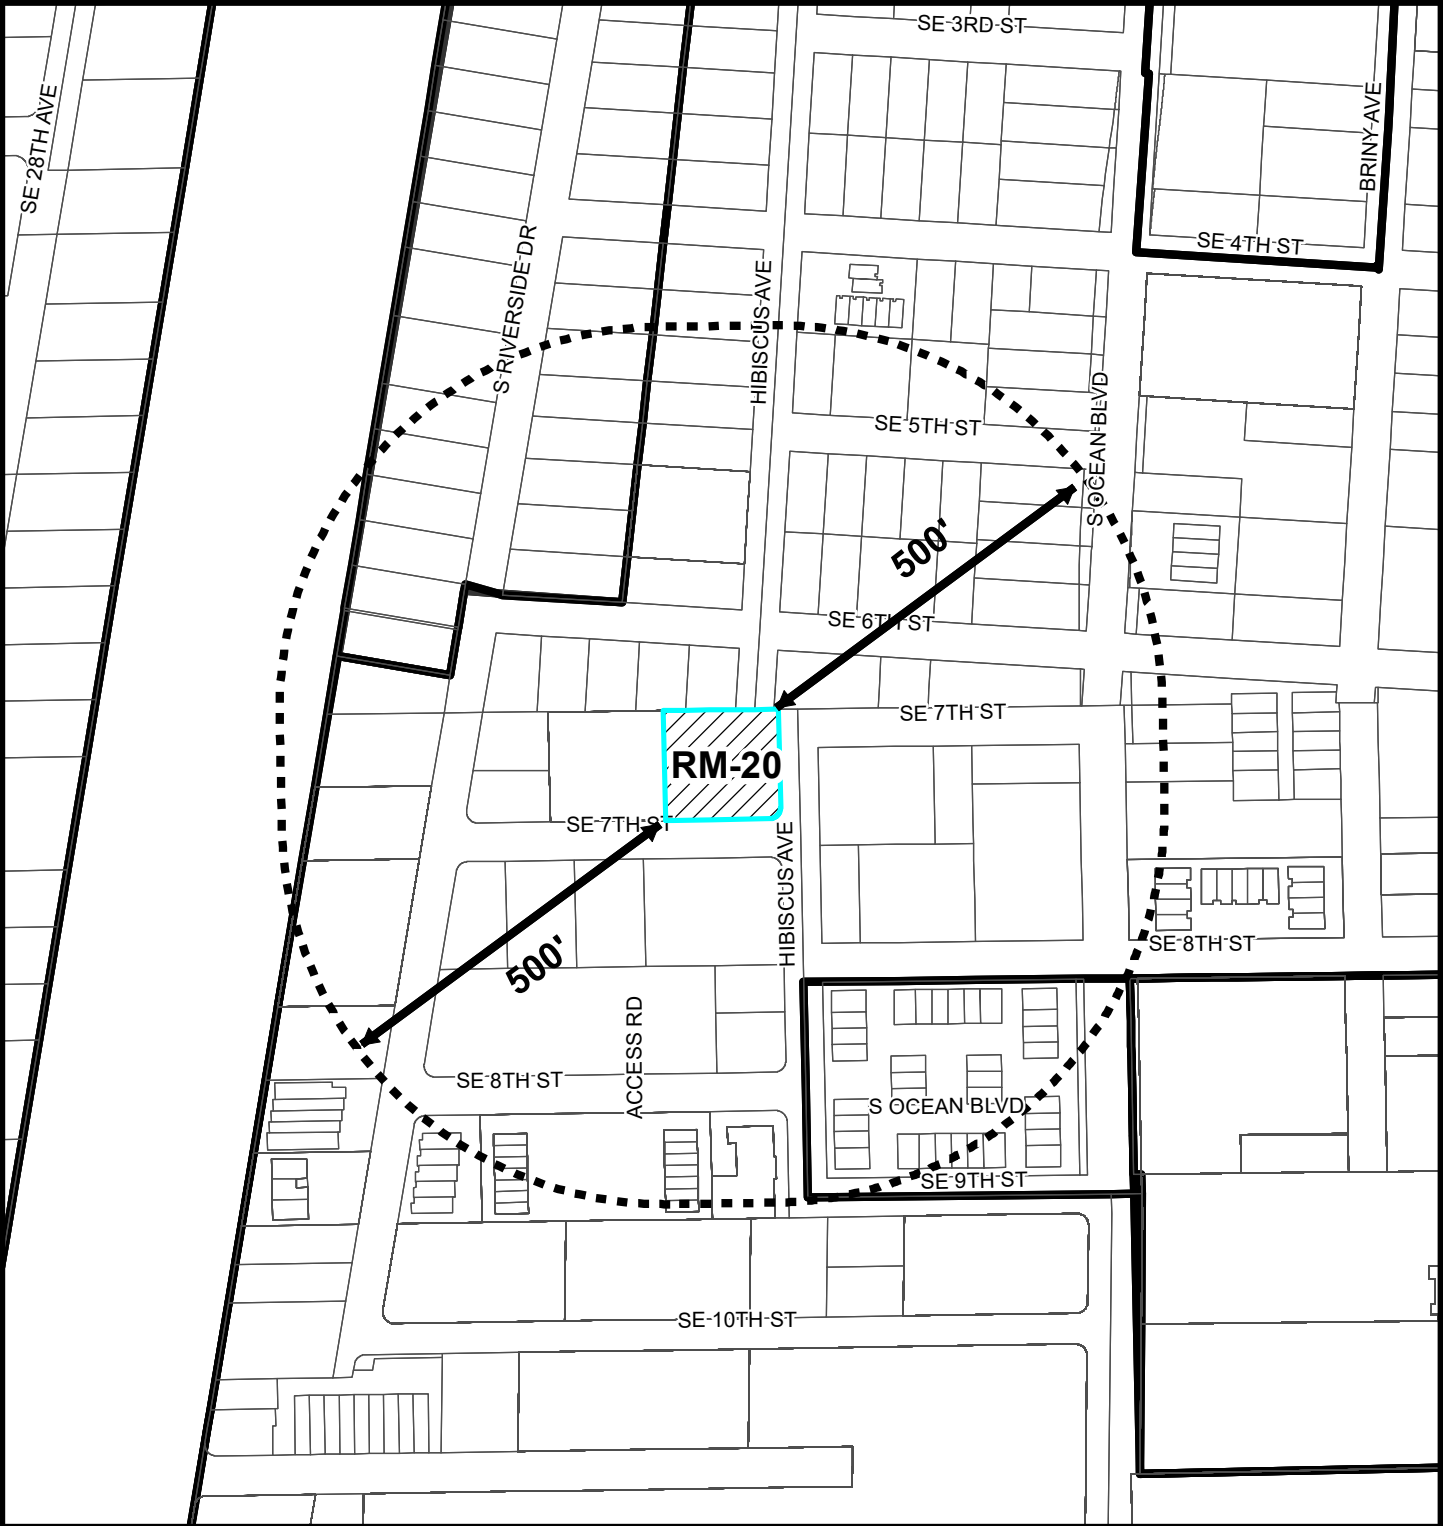 SE 3RD ST
SE 28TH AVE
BRINY AVE
SE 4TH ST
S RIVERSIDE DR
HIBISCUS AVE
S OCEAN BLVD
SE 5TH ST
500'
SE 6TH ST
SE 7TH ST
RM-20
SE 7TH ST
HIBISCUS AVE
SE 8TH ST
500'
ACCESS RD
SE 8TH ST
S OCEAN BLVD
SE 9TH ST
SE 10TH ST